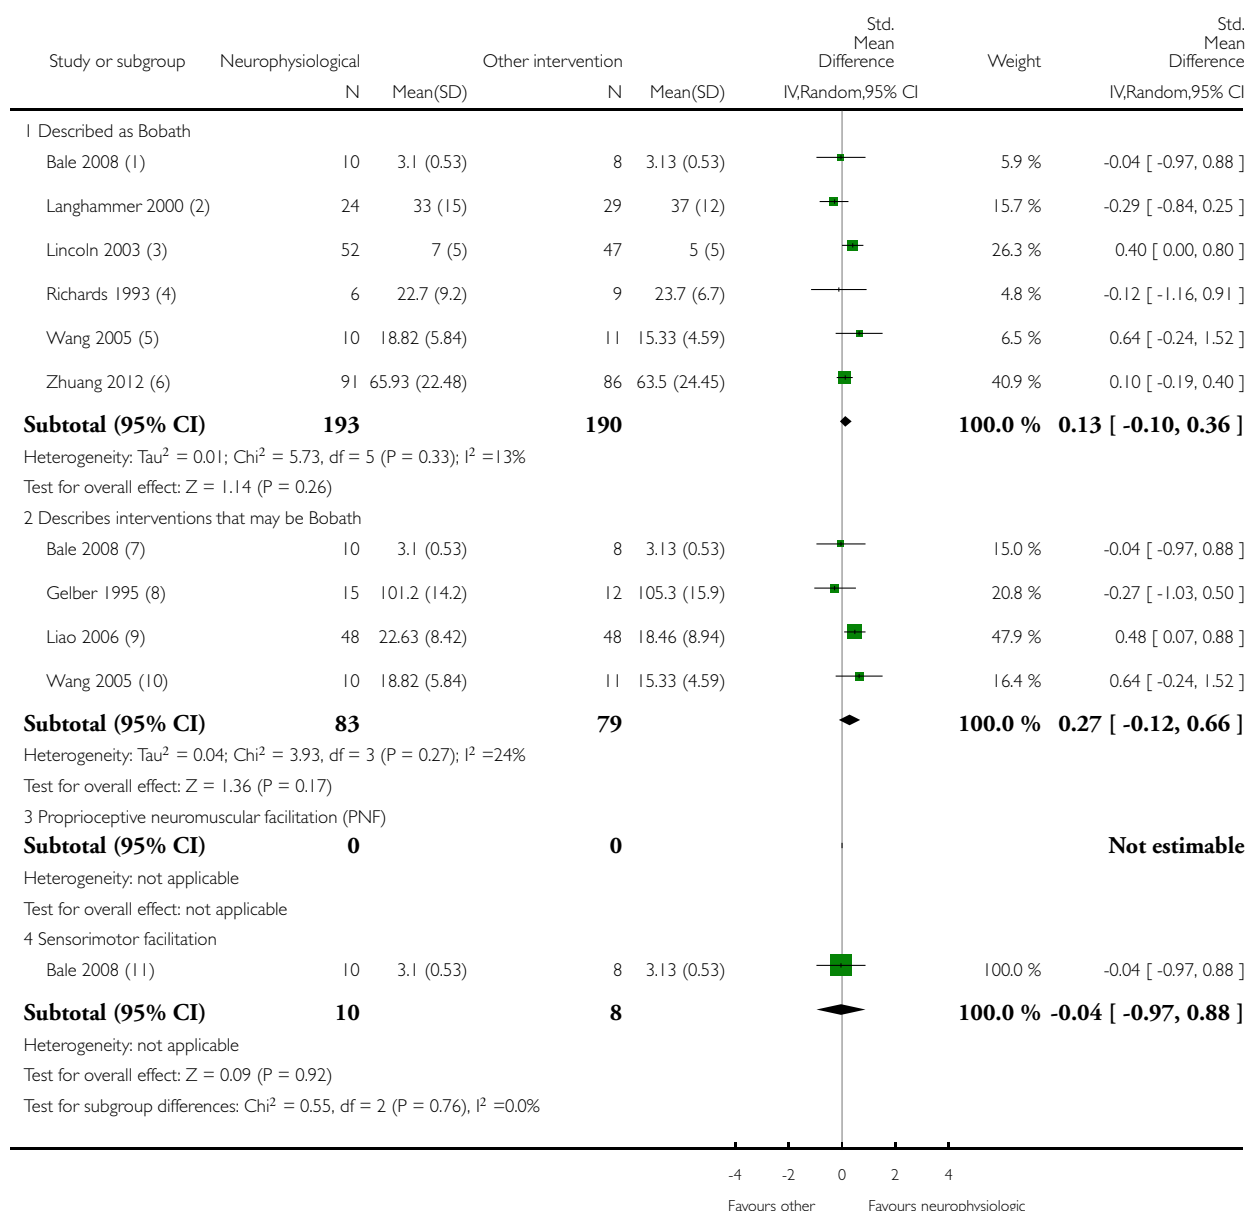 Std. Mean Difference Std. Mean Difference
Study or subgroup Neurophysiological Other intervention Weight
N Mean(SD) N Mean(SD) IV,Random,95% CI IV,Random,95% CI
1 Described as Bobath
Bale 2008 (1) 10 3.1 (0.53) 8 3.13 (0.53) 5.9 % -0.04 [ -0.97, 0.88 ]
Langhammer 2000 (2) 24 33 (15) 29 37 (12) 15.7 % -0.29 [ -0.84, 0.25 ]
Lincoln 2003 (3) 52 7 (5) 47 5 (5) 26.3 % 0.40 [ 0.00, 0.80 ]
Richards 1993 (4) 6 22.7 (9.2) 9 23.7 (6.7) 4.8 % -0.12 [ -1.16, 0.91 ]
Wang 2005 (5) 10 18.82 (5.84) 11 15.33 (4.59) 6.5 % 0.64 [ -0.24, 1.52 ]
Zhuang 2012 (6) 91 65.93 (22.48) 86 63.5 (24.45) 40.9 % 0.10 [ -0.19, 0.40 ]
Subtotal (95% CI) 193 190 100.0 % 0.13 [ -0.10, 0.36 ]
Heterogeneity: Tau² = 0.01; Chi² = 5.73, df = 5 (P = 0.33); I² =13%
Test for overall effect: Z = 1.14 (P = 0.26)
2 Describes interventions that may be Bobath
Bale 2008 (7) 10 3.1 (0.53) 8 3.13 (0.53) 15.0 % -0.04 [ -0.97, 0.88 ]
Gelber 1995 (8) 15 101.2 (14.2) 12 105.3 (15.9) 20.8 % -0.27 [ -1.03, 0.50 ]
Liao 2006 (9) 48 22.63 (8.42) 48 18.46 (8.94) 47.9 % 0.48 [ 0.07, 0.88 ]
Wang 2005 (10) 10 18.82 (5.84) 11 15.33 (4.59) 16.4 % 0.64 [ -0.24, 1.52 ]
Subtotal (95% CI) 83 79 100.0 % 0.27 [ -0.12, 0.66 ]
Heterogeneity: Tau² = 0.04; Chi² = 3.93, df = 3 (P = 0.27); I² =24%
Test for overall effect: Z = 1.36 (P = 0.17)
3 Proprioceptive neuromuscular facilitation (PNF)
Subtotal (95% CI) 0 0 Not estimable
Heterogeneity: not applicable
Test for overall effect: not applicable
4 Sensorimotor facilitation
Bale 2008 (11) 10 3.1 (0.53) 8 3.13 (0.53) 100.0 % -0.04 [ -0.97, 0.88 ]
Subtotal (95% CI) 10 8 100.0 % -0.04 [ -0.97, 0.88 ]
Heterogeneity: not applicable
Test for overall effect: Z = 0.09 (P = 0.92)
Test for subgroup differences: Chi² = 0.55, df = 2 (P = 0.76), I² =0.0%
-4 -2 0 2 4
Favours other Favours neurophysiologic